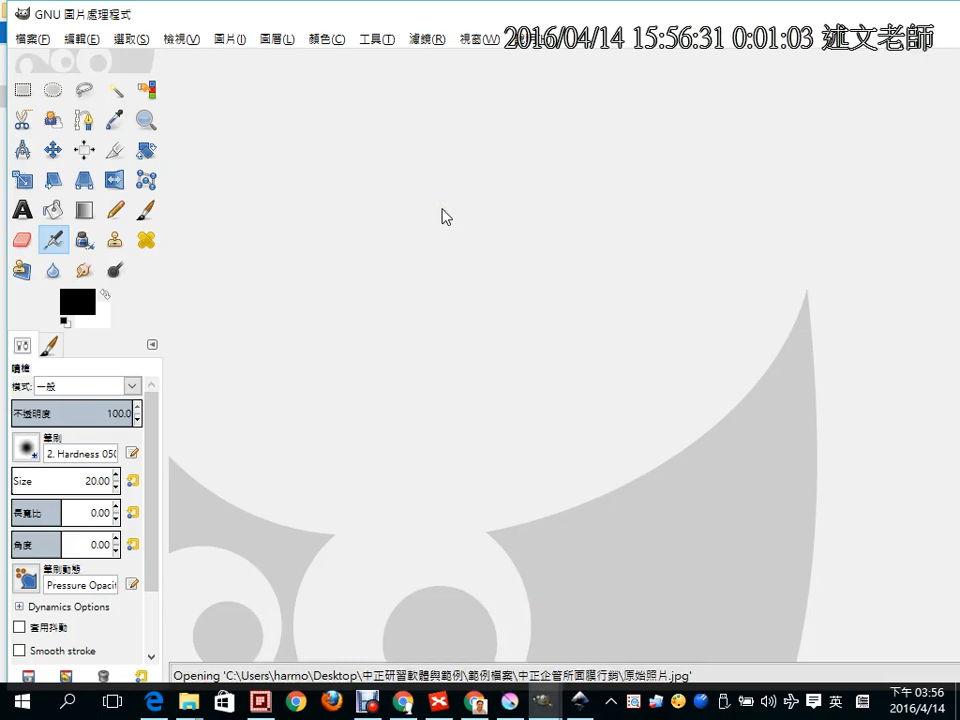 GNU 圖片處理程式
檔案(F) 編輯(E) 選取(S) 檢視(V) 圖片(I) 圖層(L) 顏色(C) 工具(T) 濾鏡(R) 視窗(W)
2016/04/14 15:56:31 0:01:03 述文老師
噴槍
模式: 一般
不透明度 100.0
筆刷
2. Hardness 050
Size 20.00
長寬比 0.00
角度 0.00
筆刷動態
Pressure Opacit
Dynamics Options
套用抖動
Smooth stroke
Opening 'C:\Users\harmo\Desktop\中正研習軟體與範例\範例檔案\中正企管所面膜行銷\原始照片.jpg'
英
下午 03:56
2016/4/14